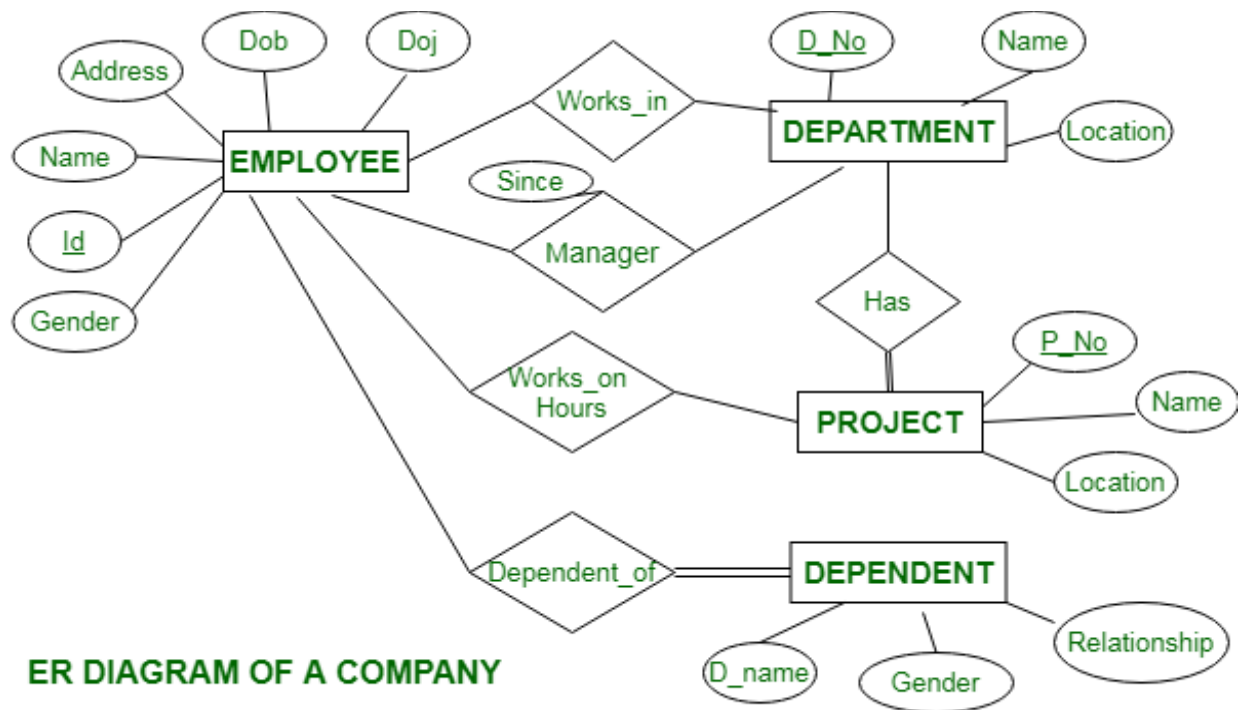 Dob
Doj
D_No
Name
Address
Works_in
DEPARTMENT
Location
Name
EMPLOYEE
Since
Id
Manager
Gender
Has
P_No
Works_on
Hours
Name
PROJECT
Location
Dependent_of
DEPENDENT
Relationship
D_name
Gender
ER DIAGRAM OF A COMPANY